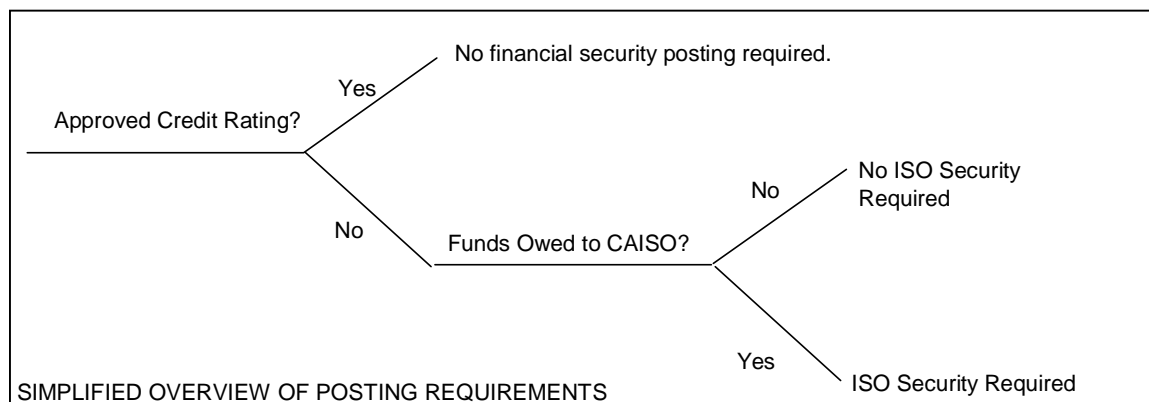 No financial security posting required.
Yes
Approved Credit Rating?
No ISO Security
Required
No
No
Funds Owed to CAISO?
Yes
ISO Security Required
SIMPLIFIED OVERVIEW OF POSTING REQUIREMENTS